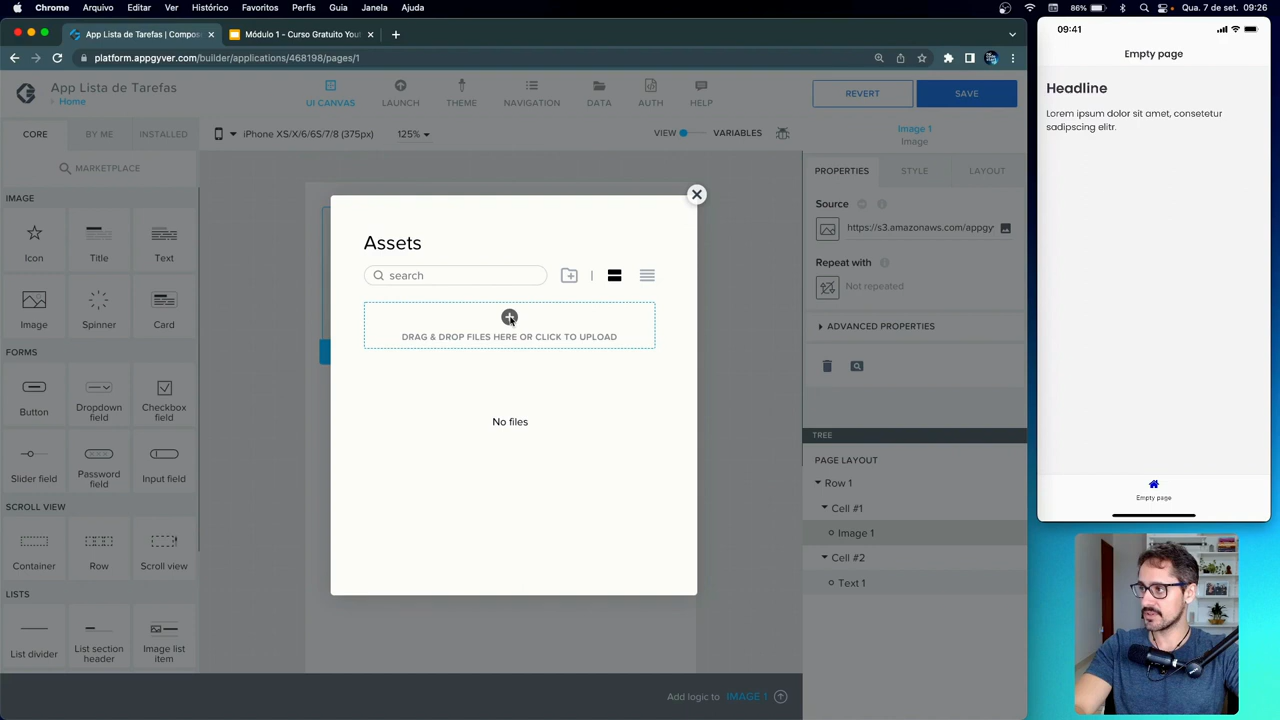 Chrome Arquivo Editar Ver Histórico Favoritos Perfis Guia Janela Ajuda
86% Qua. 7 de set. 09:26
App Lista de Tarefas | Compos
Módulo 1 - Curso Gratuito Yout
platform.appgyver.com/builder/applications/468198/pages/1
App Lista de Tarefas
Home
UI CANVAS
LAUNCH
THEME
NAVIGATION
DATA
AUTH
HELP
REVERT
SAVE
CORE
BY ME
INSTALLED
iPhone XS/X/6/6S/7/8 (375px)
125%
VIEW
VARIABLES
MARKETPLACE
IMAGE
Icon
Title
Text
Image
Spinner
Card
FORMS
Button
Dropdown
field
Checkbox
field
Slider field
Password
field
Input field
SCROLL VIEW
Container
Row
Scroll view
LISTS
List divider
List section
header
Image list
item
Assets
search
DRAG & DROP FILES HERE OR CLICK TO UPLOAD
No files
Image 1
Image
PROPERTIES
STYLE
LAYOUT
Source
https://s3.amazonaws.com/appgy
Repeat with
Not repeated
ADVANCED PROPERTIES
TREE
PAGE LAYOUT
Row 1
Cell #1
Image 1
Cell #2
Text 1
Add logic to IMAGE 1
09:41
Empty page
Headline
Lorem ipsum dolor sit amet, consetetur
sadipscing elitr.
Empty page